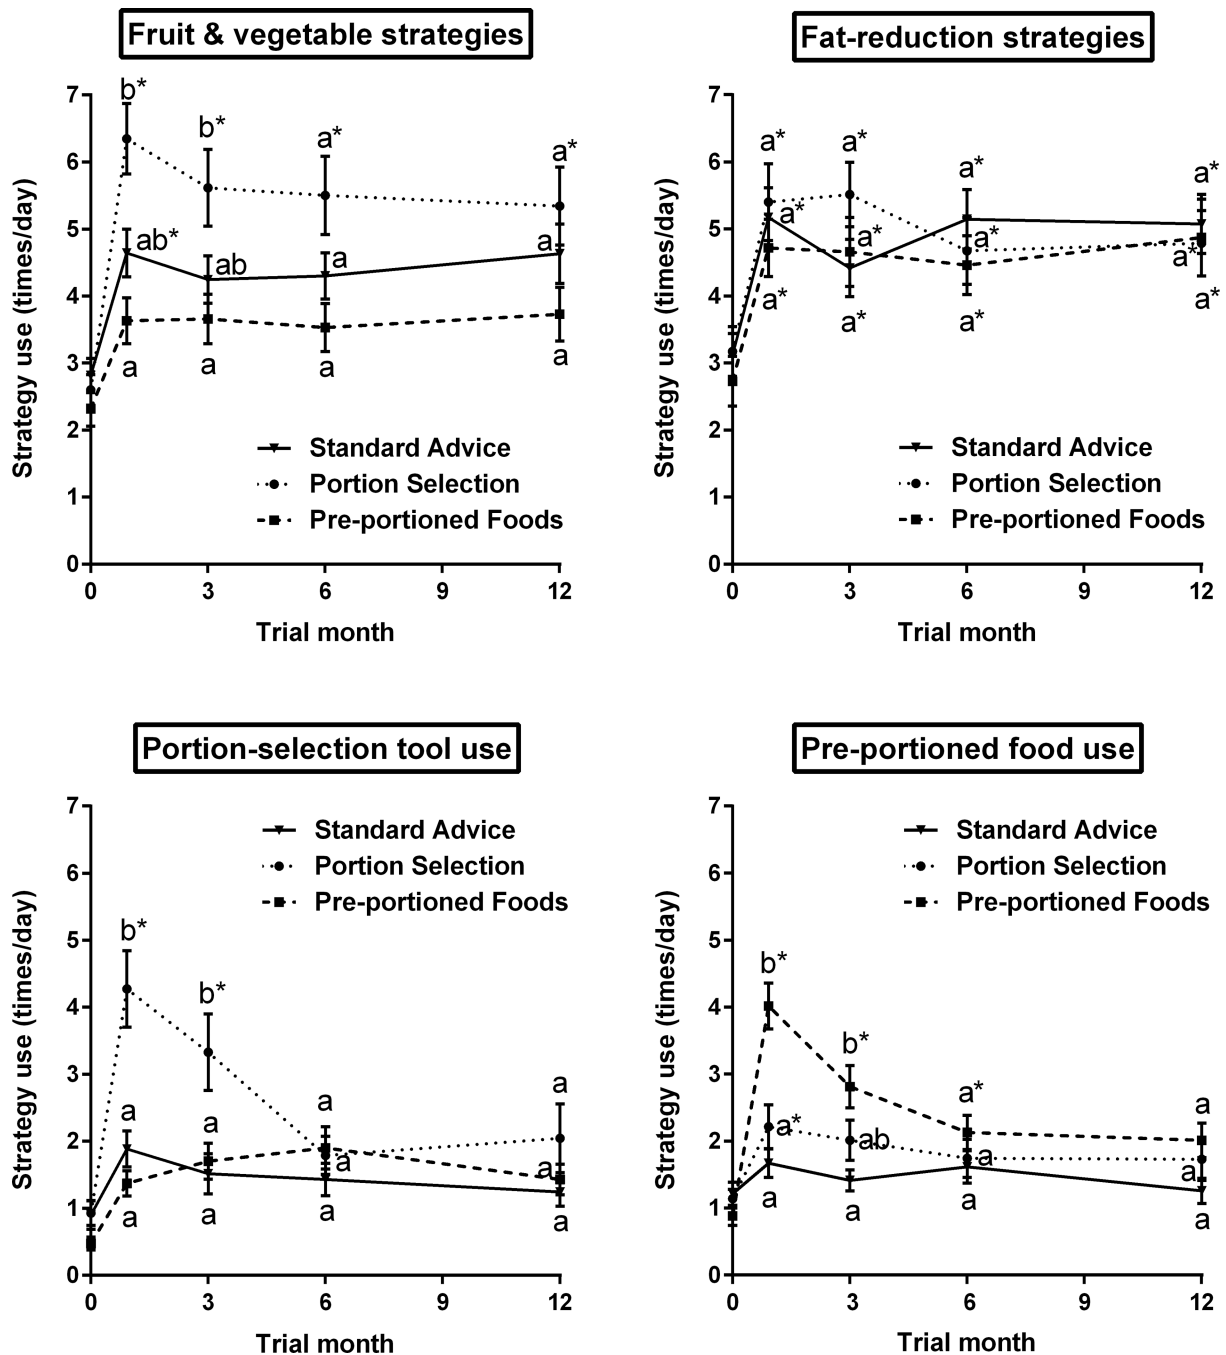 Fruit & vegetable strategies
7
6
5
4
3
2
1
0
Strategy use (times/day)
b*
b*
a*
a*
ab*
ab
a
a
a
a
a
a
Standard Advice
Portion Selection
Pre-portioned Foods
0 3 6 9 12
Trial month
Fat-reduction strategies
7
6
5
4
3
2
1
0
Strategy use (times/day)
a*
a*
a*
a*
a*
a*
a*
a*
a*
a*
a*
a*
Standard Advice
Portion Selection
Pre-portioned Foods
0 3 6 9 12
Trial month
Portion-selection tool use
7
6
5
4
3
2
1
0
Strategy use (times/day)
Standard Advice
Portion Selection
Pre-portioned Foods
b*
b*
a
a
a
a
a
a
a
a
a
a
0 3 6 9 12
Trial month
Pre-portioned food use
7
6
5
4
3
2
1
0
Strategy use (times/day)
Standard Advice
Portion Selection
Pre-portioned Foods
b*
b*
a*
a
a*
ab
a
a
a
a
a
a
0 3 6 9 12
Trial month